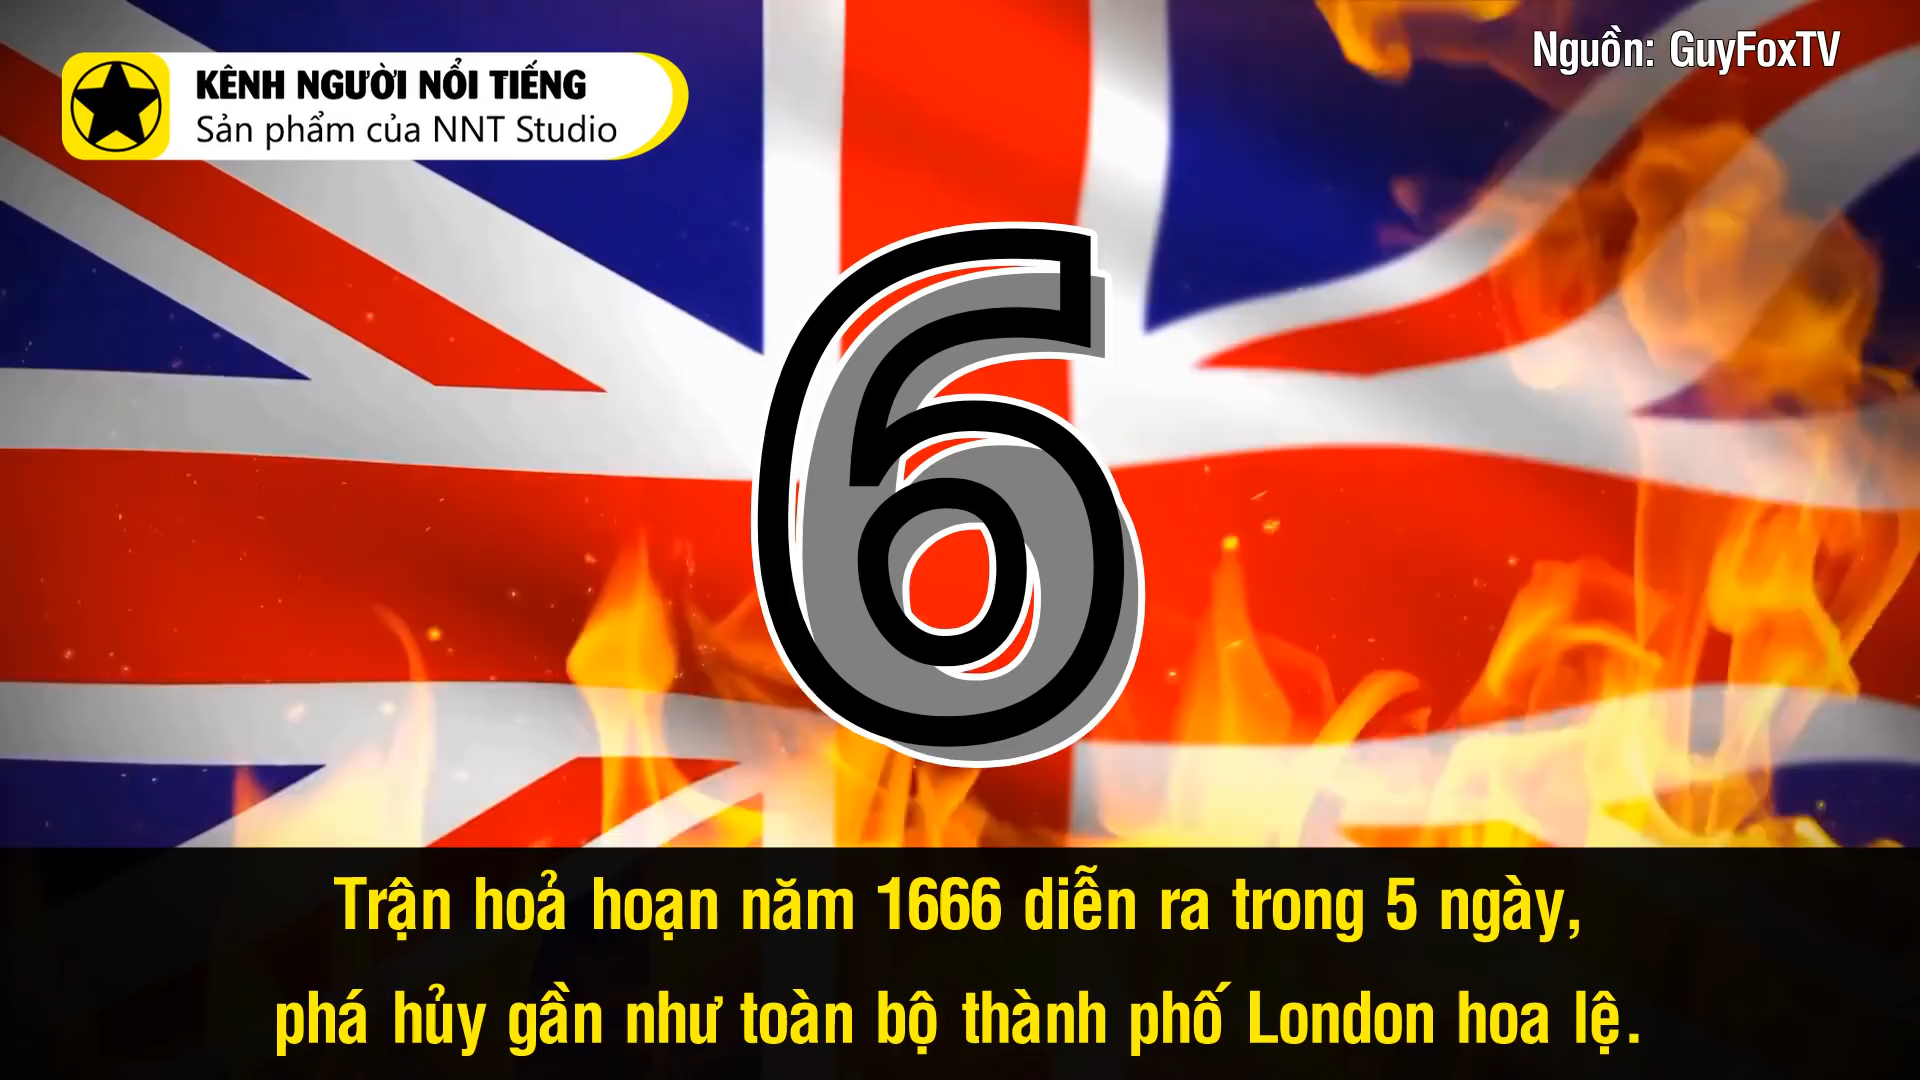 KÊNH NGƯỜI NỔI TIẾNG
Sản phẩm của NNT Studio
Nguồn: GuyFoxTV
6
Trận hoả hoạn năm 1666 diễn ra trong 5 ngày,
phá hủy gần như toàn bộ thành phố London hoa lệ.